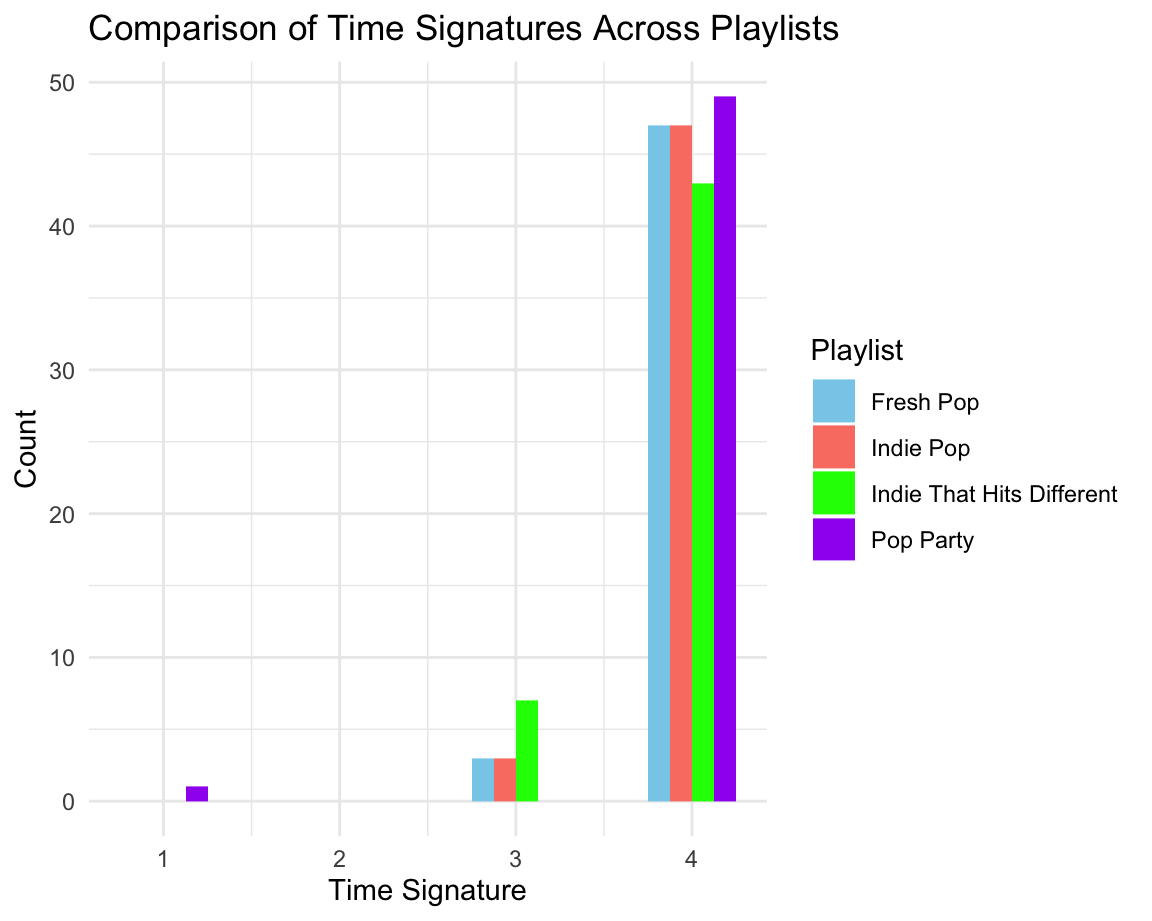 Comparison of Time Signatures Across Playlists
50
40
30
20
10
0
Count
1 2 3 4
Time Signature
Playlist
Fresh Pop
Indie Pop
Indie That Hits Different
Pop Party